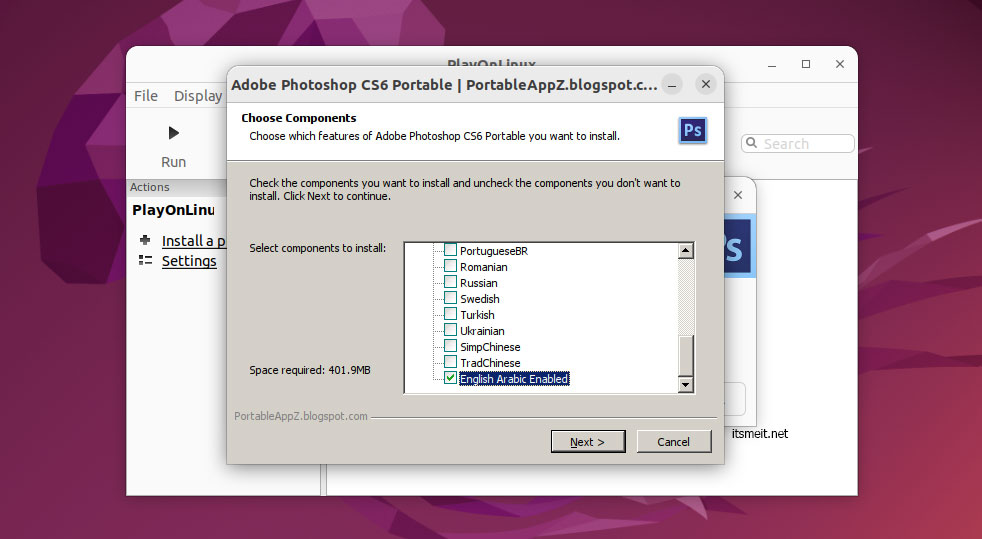 PlayOnLinux
Adobe Photoshop CS6 Portable | PortableAppZ.blogspot.c...
File Display
Choose Components
Choose which features of Adobe Photoshop CS6 Portable you want to install.
Ps
Run
Search
Actions
Check the components you want to install and uncheck the components you don't want to
install. Click Next to continue.
PlayOnLinu
Install a p
Settings
Select components to install:
PortugueseBR
Romanian
Russian
Swedish
Turkish
Ukrainian
SimpChinese
TradChinese
English Arabic Enabled
Space required: 401.9MB
PortableAppZ.blogspot.com
Next >
Cancel
itsmeit.net